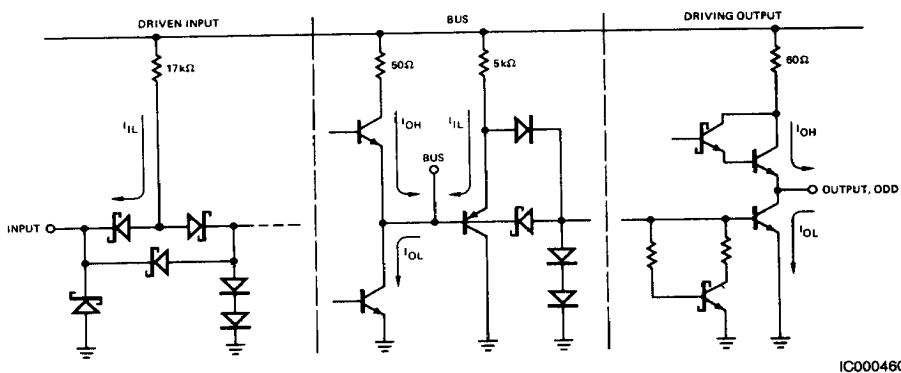 DRIVEN INPUT
BUS
DRIVING OUTPUT
17kΩ
50Ω
5kΩ
60Ω
IIL
IOH
IIL
IOH
BUS
INPUT
OUTPUT, ODD
IOL
IOL
IC000460